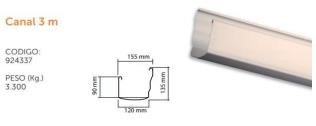 Canal 3 m
CODIGO:
924337
PESO (Kg.)
3.300
155 mm
90 mm
135 mm
120 mm